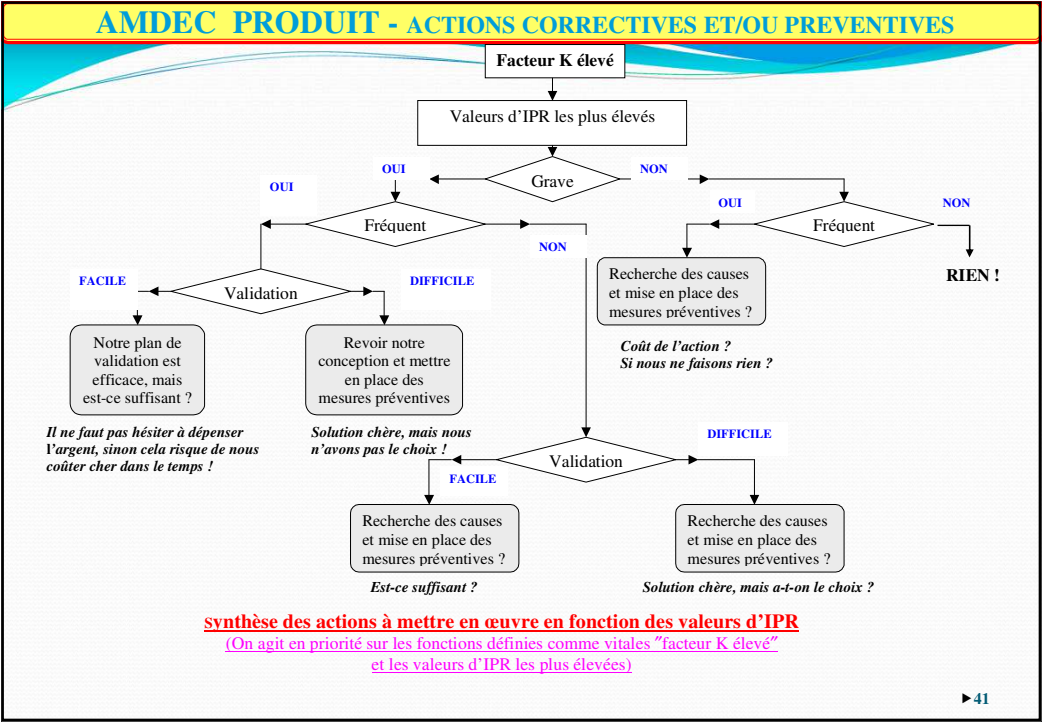 AMDEC PRODUIT - ACTIONS CORRECTIVES ET/OU PREVENTIVES
Facteur K élevé
Valeurs d’IPR les plus élevés
Grave
OUI
NON
Fréquent
OUI
NON
Fréquent
OUI
NON
RIEN !
Recherche des causes
et mise en place des
mesures préventives ?
Coût de l’action ?
Si nous ne faisons rien ?
Validation
FACILE
DIFFICILE
Notre plan de
validation est
efficace, mais
est-ce suffisant ?
Il ne faut pas hésiter à dépenser
l’argent, sinon cela risque de nous
coûter cher dans le temps !
Revoir notre
conception et mettre
en place des
mesures préventives
Solution chère, mais nous
n’avons pas le choix !
Validation
FACILE
DIFFICILE
Recherche des causes
et mise en place des
mesures préventives ?
Est-ce suffisant ?
Recherche des causes
et mise en place des
mesures préventives ?
Solution chère, mais a-t-on le choix ?
synthèse des actions à mettre en œuvre en fonction des valeurs d’IPR
(On agit en priorité sur les fonctions définies comme vitales ″facteur K élevé″
et les valeurs d’IPR les plus élevées)
41